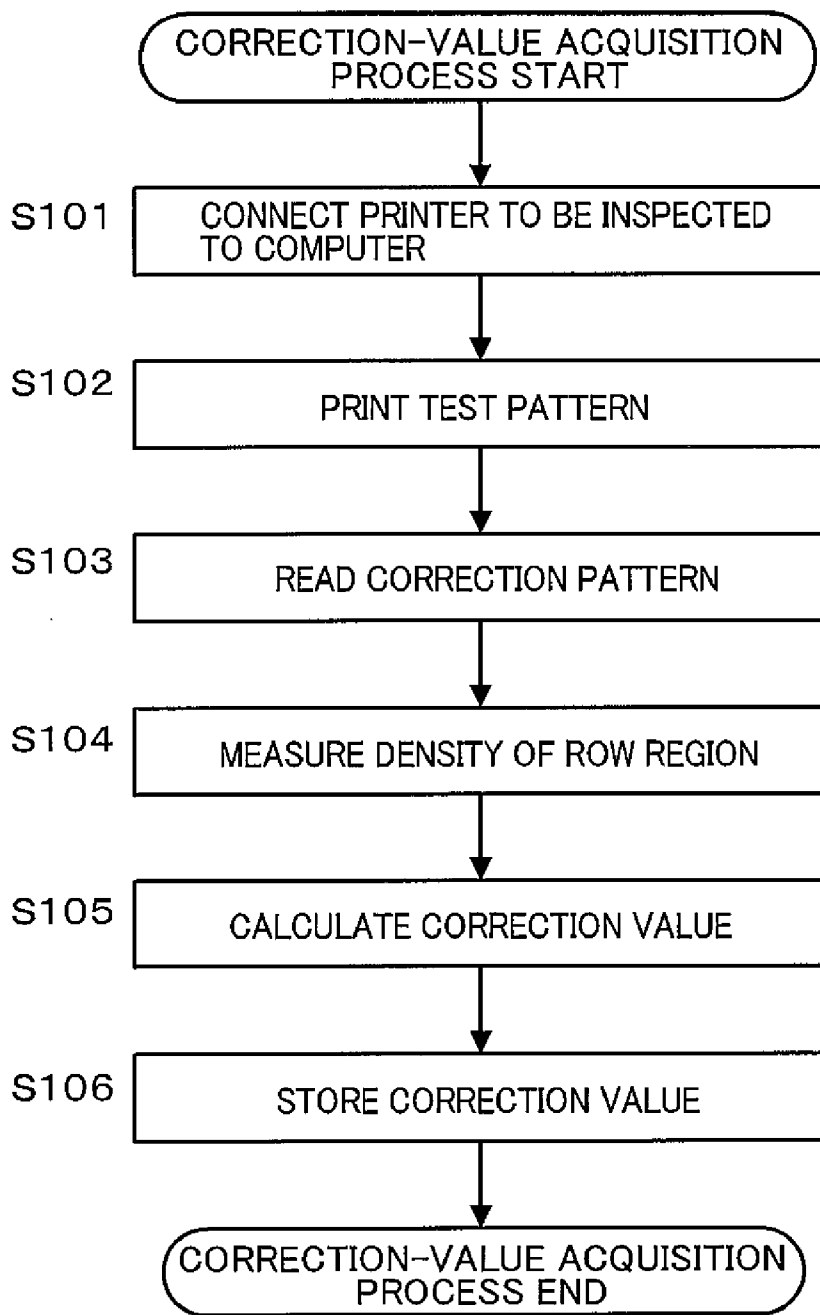 CORRECTION-VALUE ACQUISITION
PROCESS START
S101
CONNECT PRINTER TO BE INSPECTED
TO COMPUTER
S102
PRINT TEST PATTERN
S103
READ CORRECTION PATTERN
S104
MEASURE DENSITY OF ROW REGION
S105
CALCULATE CORRECTION VALUE
S106
STORE CORRECTION VALUE
CORRECTION-VALUE ACQUISITION
PROCESS END